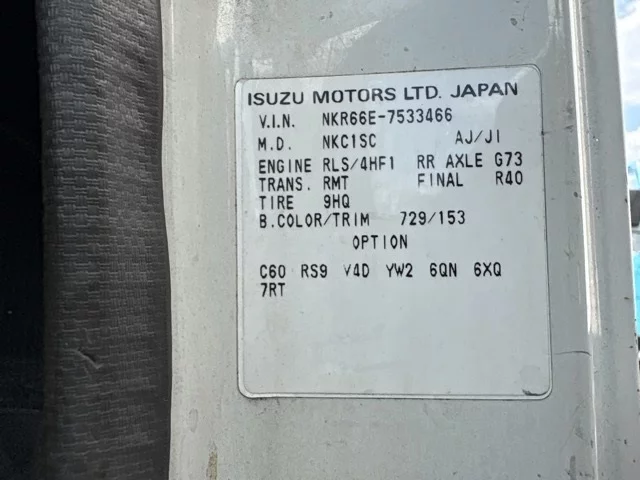 ISUZU MOTORS LTD. JAPAN
V.I.N. NKR66E-7533466
M.D. NKC1SC AJ/JI
ENGINE RLS/4HF1 RR AXLE G73
TRANS. RMT FINAL R40
TIRE 9HQ
B.COLOR/TRIM 729/153
OPTION
C60 RS9 V4D YW2 6QN 6XQ
7RT